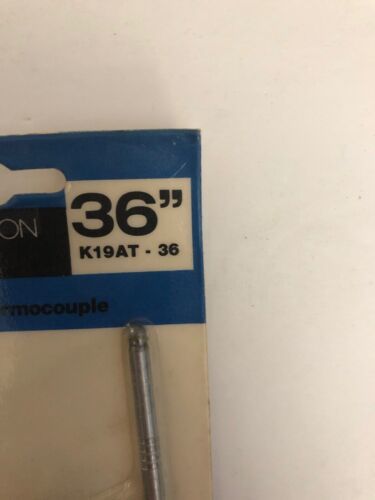 ON
36”
K19AT - 36
rmocouple